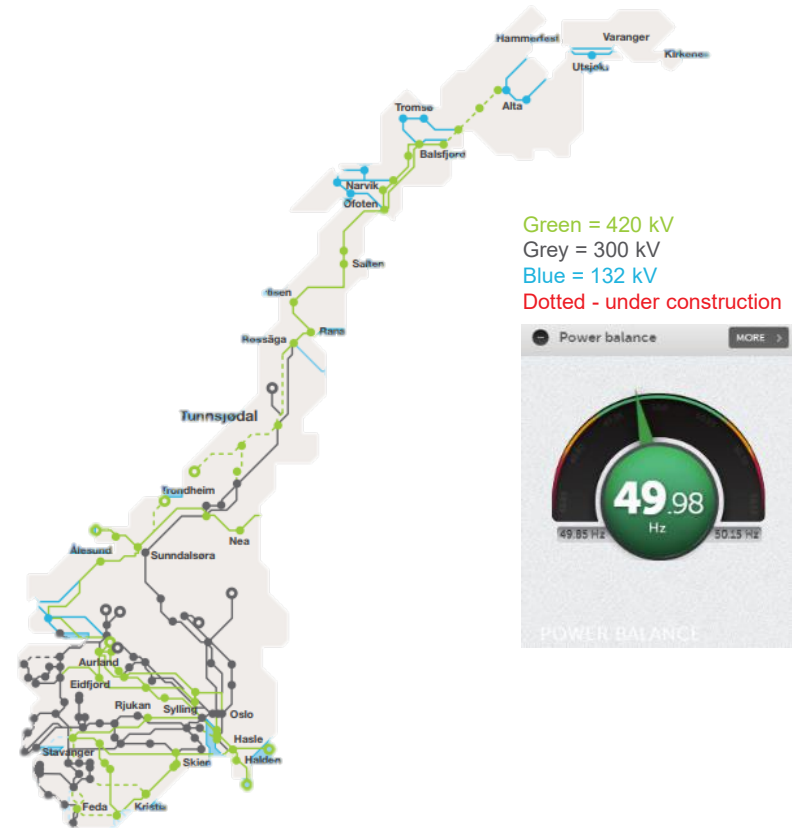 Hammerfest
Varanger
Kirkenes
Utsjoku
Alta
Tromsø
Balsfjord
Narvik
Ofoten
Green = 420 kV
Grey = 300 kV
Blue = 132 kV
Dotted - under construction
Salten
Rana
Røssåga
Power balance
MORE >
Tunnsjødal
Trondheim
49.98
Hz
49.85 Hz
50.15 Hz
Nea
Ålesund
Sunndalsøra
POWER BALANCE
Aurland
Eidfjord
Rjukan
Sylling
Oslo
Hasle
Halden
Stavanger
Skien
Feda